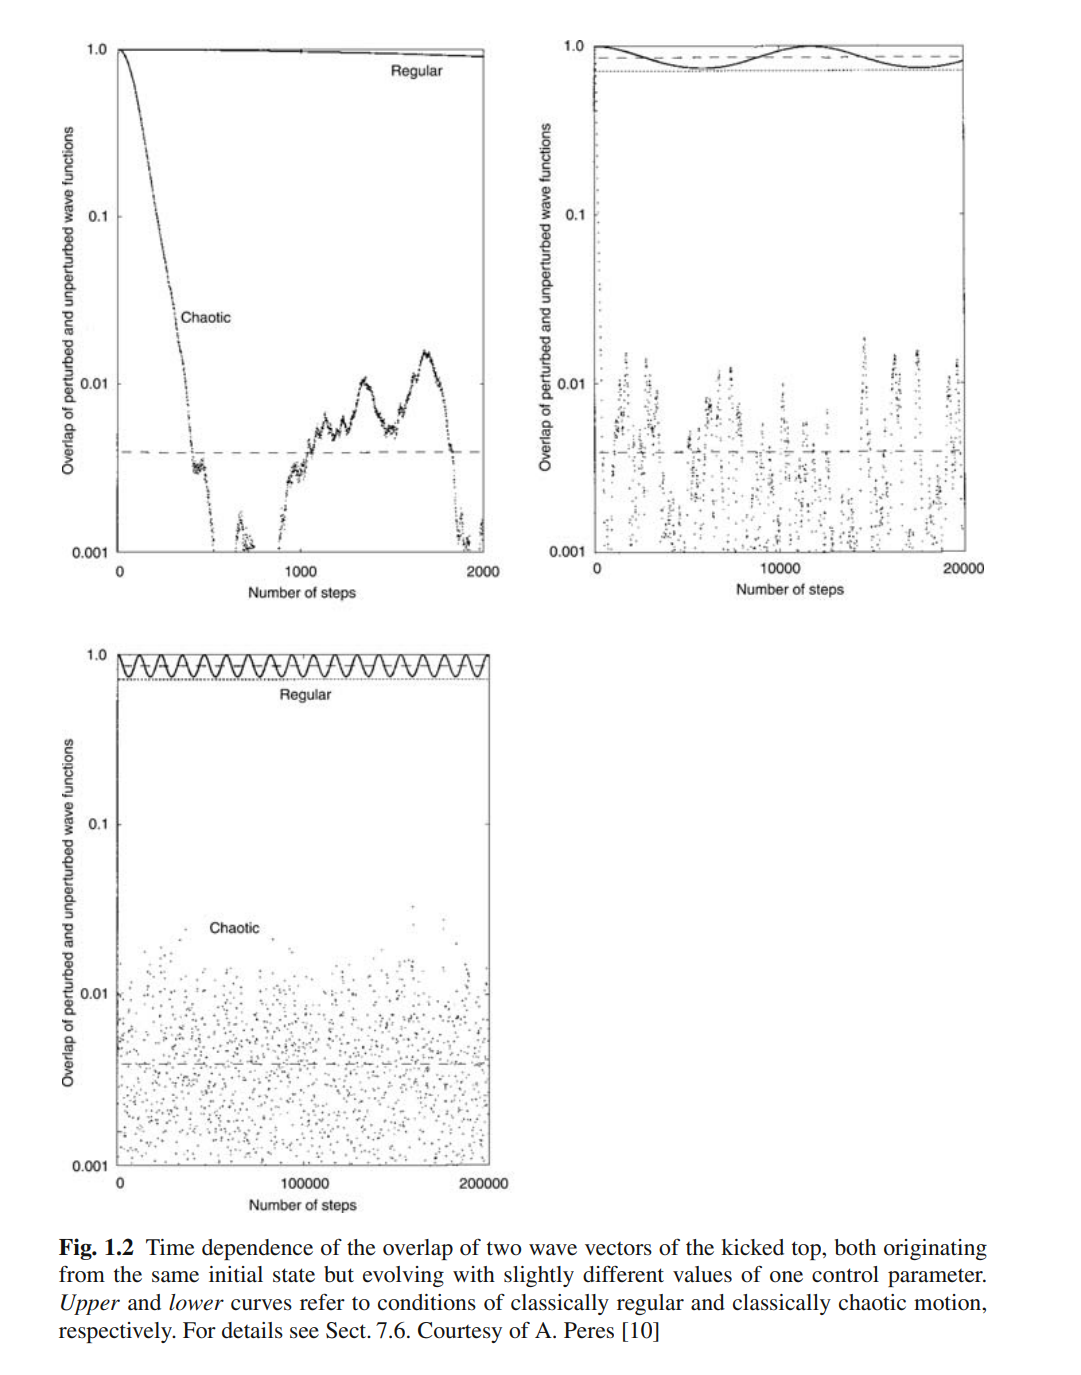 1.0
Regular
0.1
Chaotic
0.01
0.001
0
1000
2000
Number of steps
Overlap of perturbed and unperturbed wave functions
1.0
0.1
0.01
0.001
0
10000
20000
Number of steps
Overlap of perturbed and unperturbed wave functions
1.0
Regular
0.1
Chaotic
0.01
0.001
0
100000
200000
Number of steps
Overlap of perturbed and unperturbed wave functions
Fig. 1.2 Time dependence of the overlap of two wave vectors of the kicked top, both originating
from the same initial state but evolving with slightly different values of one control parameter.
Upper and lower curves refer to conditions of classically regular and classically chaotic motion,
respectively. For details see Sect. 7.6. Courtesy of A. Peres [10]